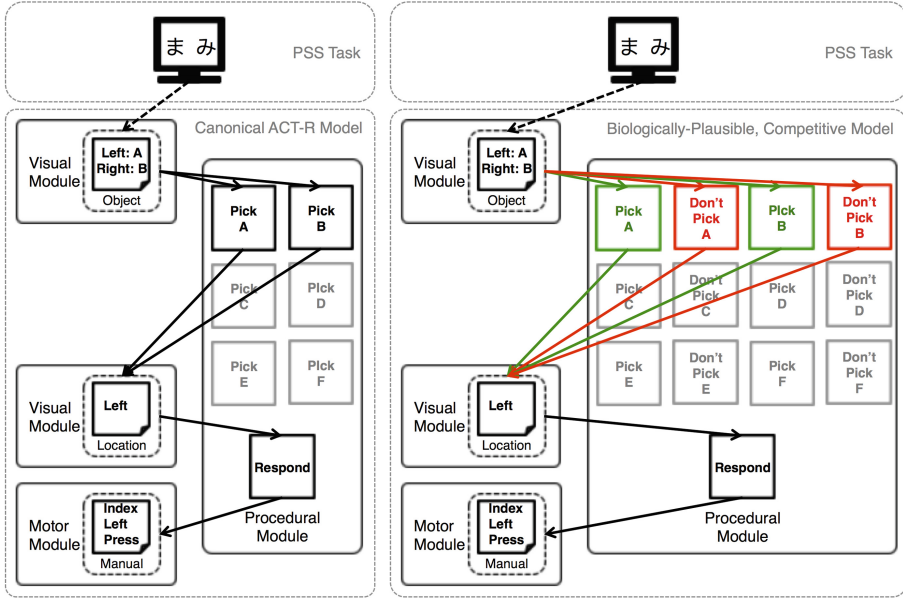 ま み
PSS Task
Canonical ACT-R Model
Visual
Module
Left: A
Right: B
Object
Pick
A
Pick
B
Pick
C
PIck
D
Pick
E
Pick
F
Visual
Module
Left
Location
Respond
Motor
Module
Index
Left
Press
Manual
Procedural
Module
ま み
PSS Task
Biologically-Plausible, Competitive Model
Visual
Module
Left: A
Right: B
Object
Pick
A
Don't
Pick
A
PIck
B
Don't
Pick
B
Pick
C
Don't
Pick
C
Pick
D
Don't
Pick
D
Pick
E
Don't
Pick
E
Pick
F
Don't
Pick
F
Visual
Module
Left
Location
Respond
Motor
Module
Index
Left
Press
Manual
Procedural
Module